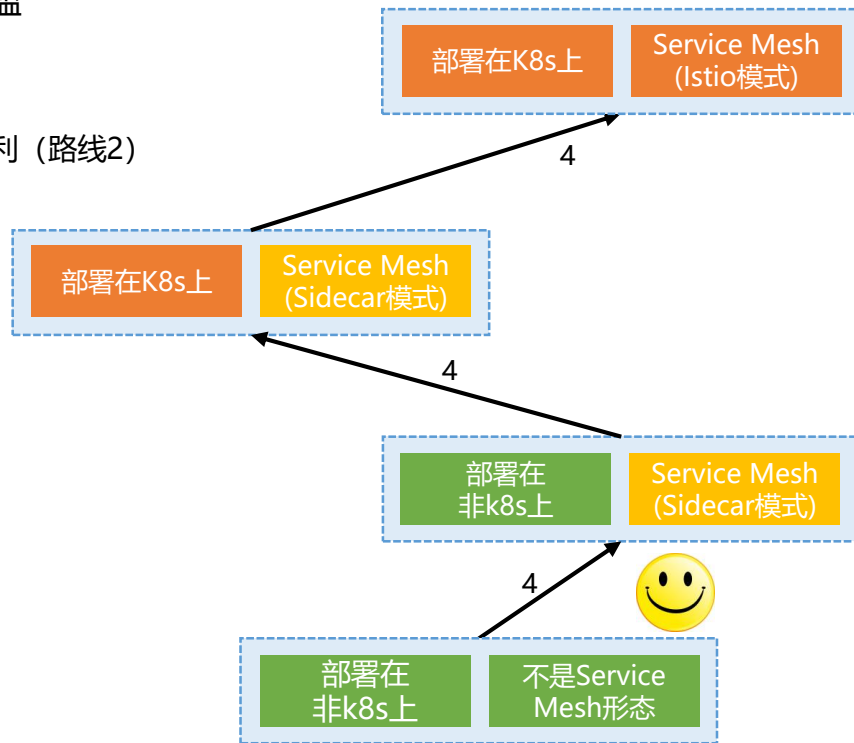 利（路线2）
部署在K8s上
Service Mesh
(Istio模式)
4
部署在K8s上
Service Mesh
(Sidecar模式)
4
部署在
非k8s上
Service Mesh
(Sidecar模式)
4
部署在
非k8s上
不是Service
Mesh形态